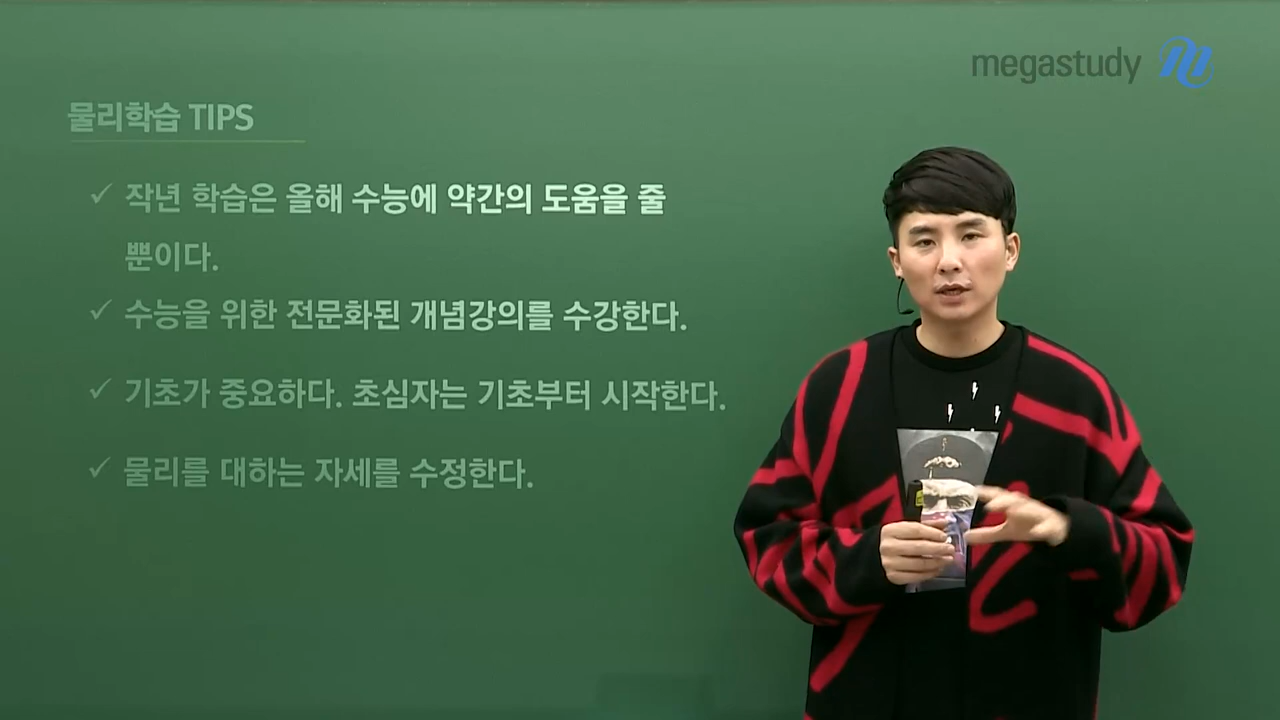 megastudy
물리학습 TIPS
작년 학습은 올해 수능에 약간의 도움을 줄
뿐이다.
수능을 위한 전문화된 개념강의를 수강한다.
기초가 중요하다. 초심자는 기초부터 시작한다.
물리를 대하는 자세를 수정한다.